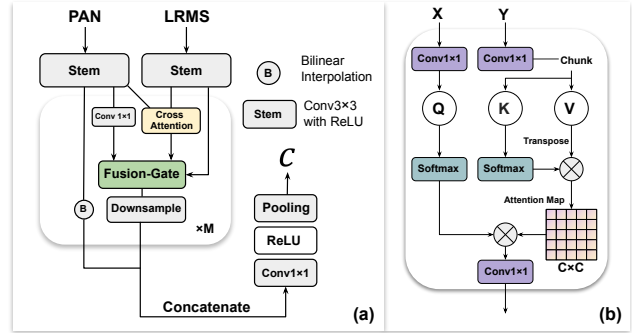 PAN
LRMS
Stem
Stem
B
Bilinear
Interpolation
Conv 1×1
Cross
Attention
Stem
Conv3×3
with ReLU
Fusion-Gate
C
B
Downsample
×M
Pooling
ReLU
Conv1×1
Concatenate
(a)
X
Y
Conv1×1
Conv1×1
Chunk
Q
K
V
Transpose
Softmax
Softmax
Attention Map
C×C
Conv1×1
(b)